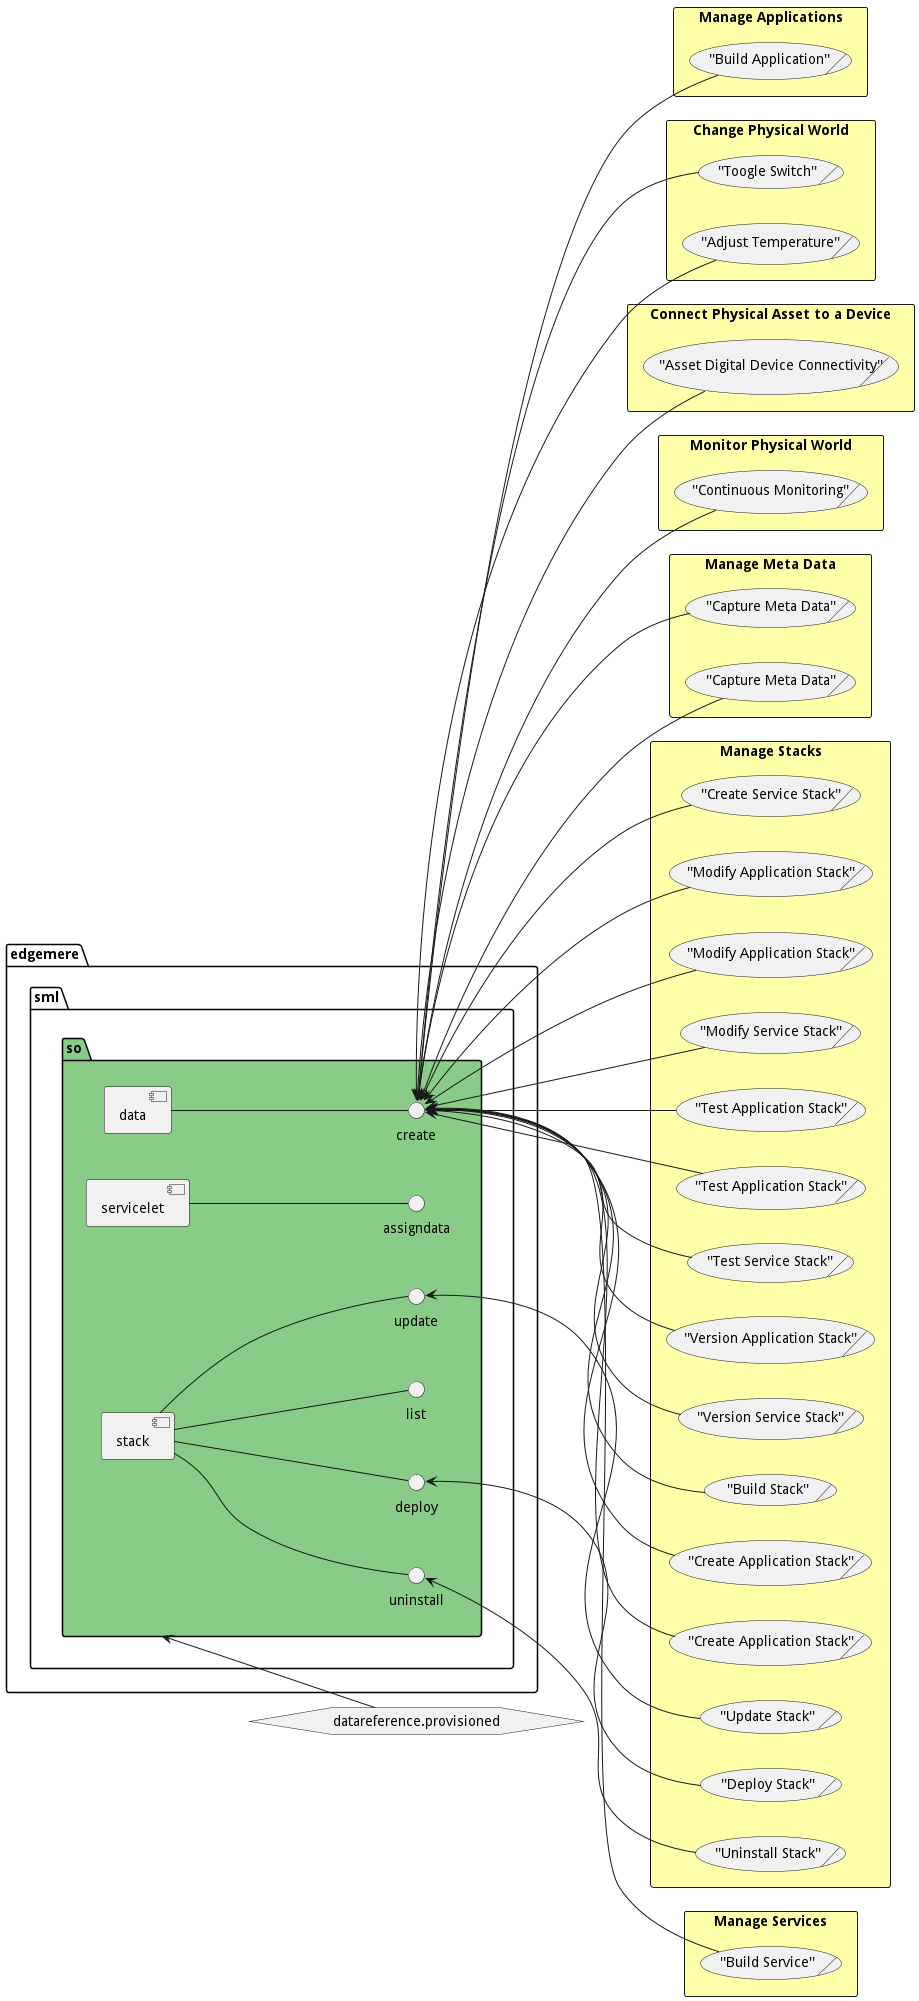 Manage Applications
"Build Application"
Change Physical World
"Toogle Switch"
"Adjust Temperature"
Connect Physical Asset to a Device
"Asset Digital Device Connectivity"
Monitor Physical World
"Continuous Monitoring"
Manage Meta Data
"Capture Meta Data"
"Capture Meta Data"
Manage Stacks
"Create Service Stack"
"Modify Application Stack"
"Modify Application Stack"
"Modify Service Stack"
"Test Application Stack"
"Test Application Stack"
"Test Service Stack"
"Version Application Stack"
"Version Service Stack"
"Build Stack"
"Create Application Stack"
"Create Application Stack"
"Update Stack"
"Deploy Stack"
"Uninstall Stack"
Manage Services
"Build Service"
edgemere
sml
so
data
create
servicelet
assigndata
update
list
stack
deploy
uninstall
datareference.provisioned